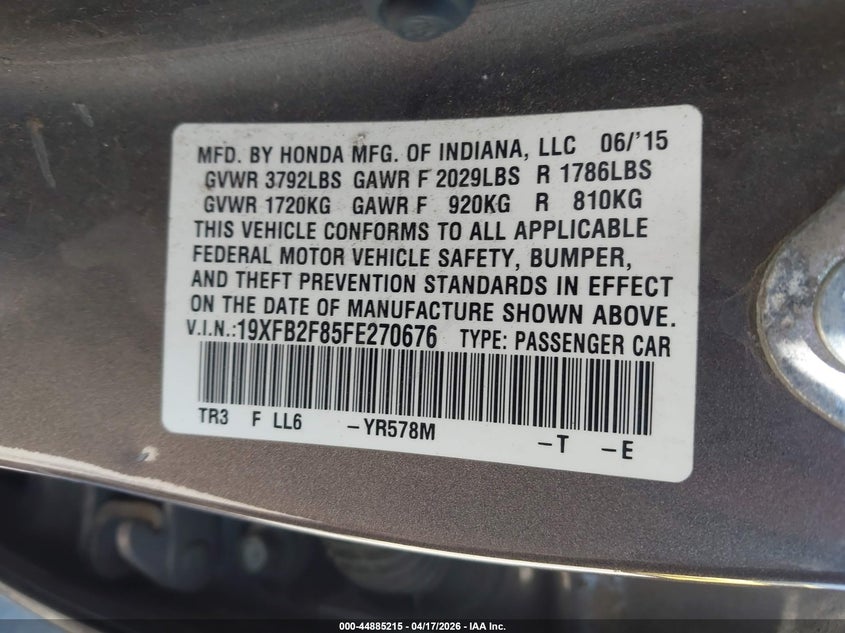 MFD. BY HONDA MFG. OF INDIANA, LLC 06/'15
GVWR 3792LBS GAWR F 2029LBS R 1786LBS
GVWR 1720KG GAWR F 920KG R 810KG
THIS VEHICLE CONFORMS TO ALL APPLICABLE
FEDERAL MOTOR VEHICLE SAFETY, BUMPER,
AND THEFT PREVENTION STANDARDS IN EFFECT
ON THE DATE OF MANUFACTURE SHOWN ABOVE.
V.I.N.:19XFB2F85FE270676 TYPE: PASSENGER CAR
TR3 F LL6 -YR578M -T -E
000-44885215 - 04/17/2026 - IAA Inc.